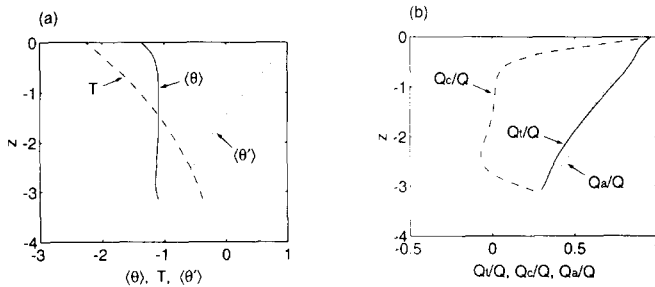 (a)
0
-1
-2
-3
-4
z
T
⟨θ⟩
⟨θ'⟩
-3 -2 -1 0 1
⟨θ⟩, T, ⟨θ'⟩
(b)
0
-1
-2
-3
-4
z
Qc/Q
Qt/Q
Qa/Q
-0.5 0 0.5
Qt/Q, Qc/Q, Qa/Q